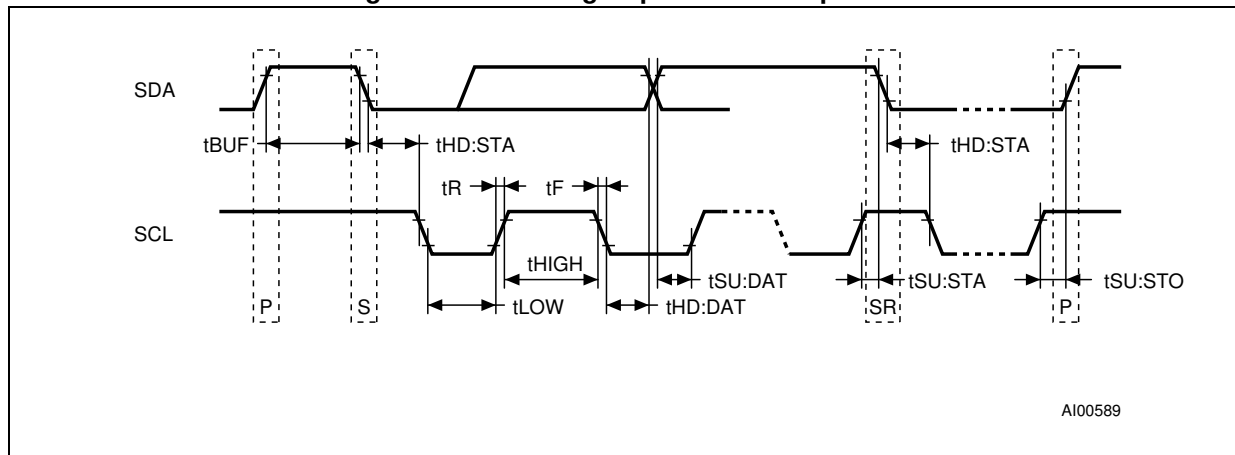 SDA
tBUF
tHD:STA
tHD:STA
tR
tF
SCL
tHIGH
tSU:DAT
tSU:STA
tSU:STO
P
S
tLOW
tHD:DAT
SR
P
AI00589